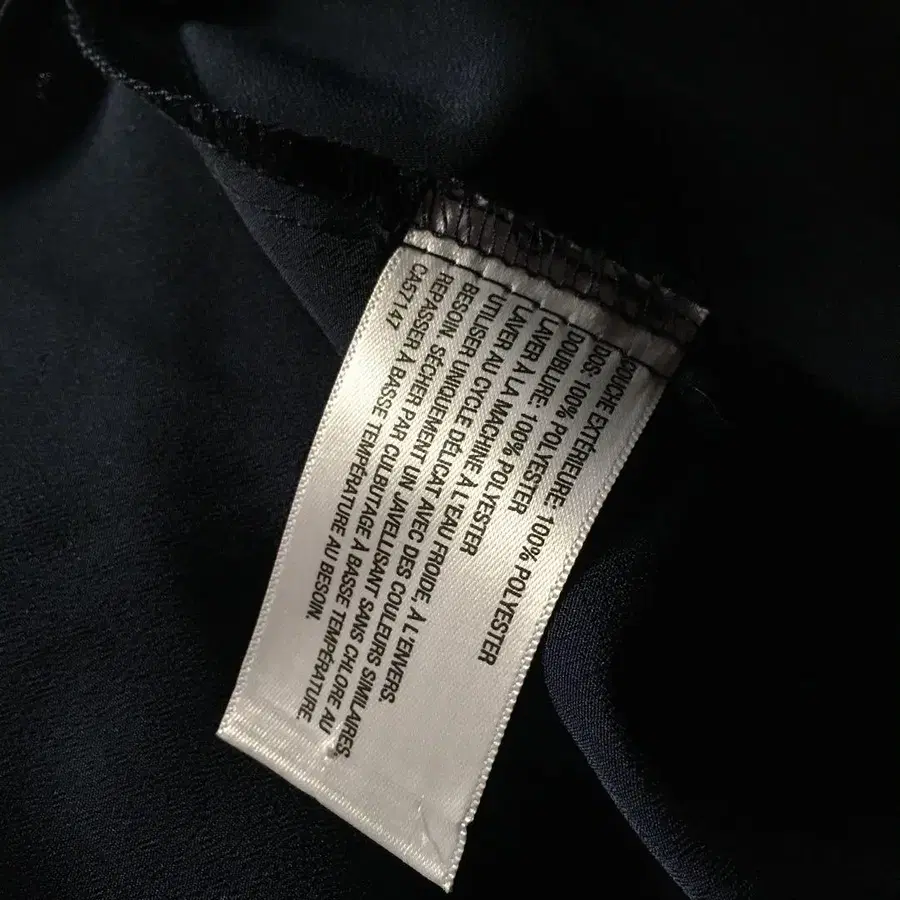 COUCHE EXTÉRIEURE: 100% POLYESTER
DOS: 100% POLYESTER
DOUBLURE: 100% POLYESTER
LAVER À LA MACHINE À L'EAU FROIDE, À L'ENVERS.
LAVER AU CYCLE DÉLICAT AVEC DES COULEURS SIMILAIRES.
UTILISER UNIQUEMENT UN JAVELLISANT SANS CHLORE AU
BESOIN. SÉCHER PAR CULBUTAGE À BASSE TEMPÉRATURE.
REPASSER À BASSE TEMPÉRATURE AU BESOIN.
CA57147